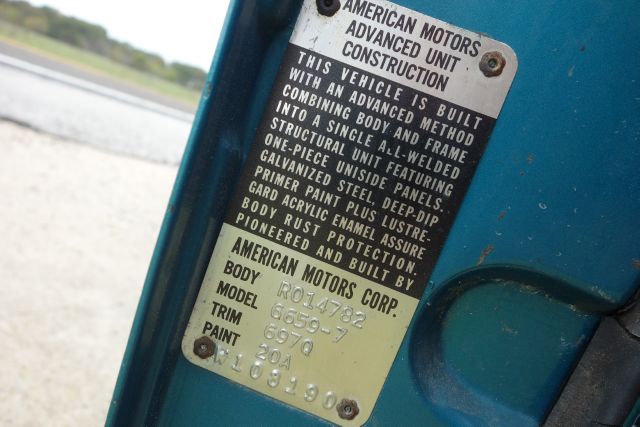 AMERICAN MOTORS
ADVANCED UNIT
CONSTRUCTION
THIS VEHICLE IS BUILT
WITH AN ADVANCED METHOD
COMBINING BODY AND FRAME
INTO A SINGLE ALL-WELDED
STRUCTURAL UNIT FEATURING
ONE-PIECE UNISIDE PANELS.
GALVANIZED STEEL, DEEP-DIP
PRIMER PAINT PLUS LUSTRE-
GARD ACRYLIC ENAMEL ASSURE
BODY RUST PROTECTION.
PIONEERED AND BUILT BY
AMERICAN MOTORS CORP.
BODY R014782
MODEL 6659-7
TRIM 697Q
PAINT 20A
W163190